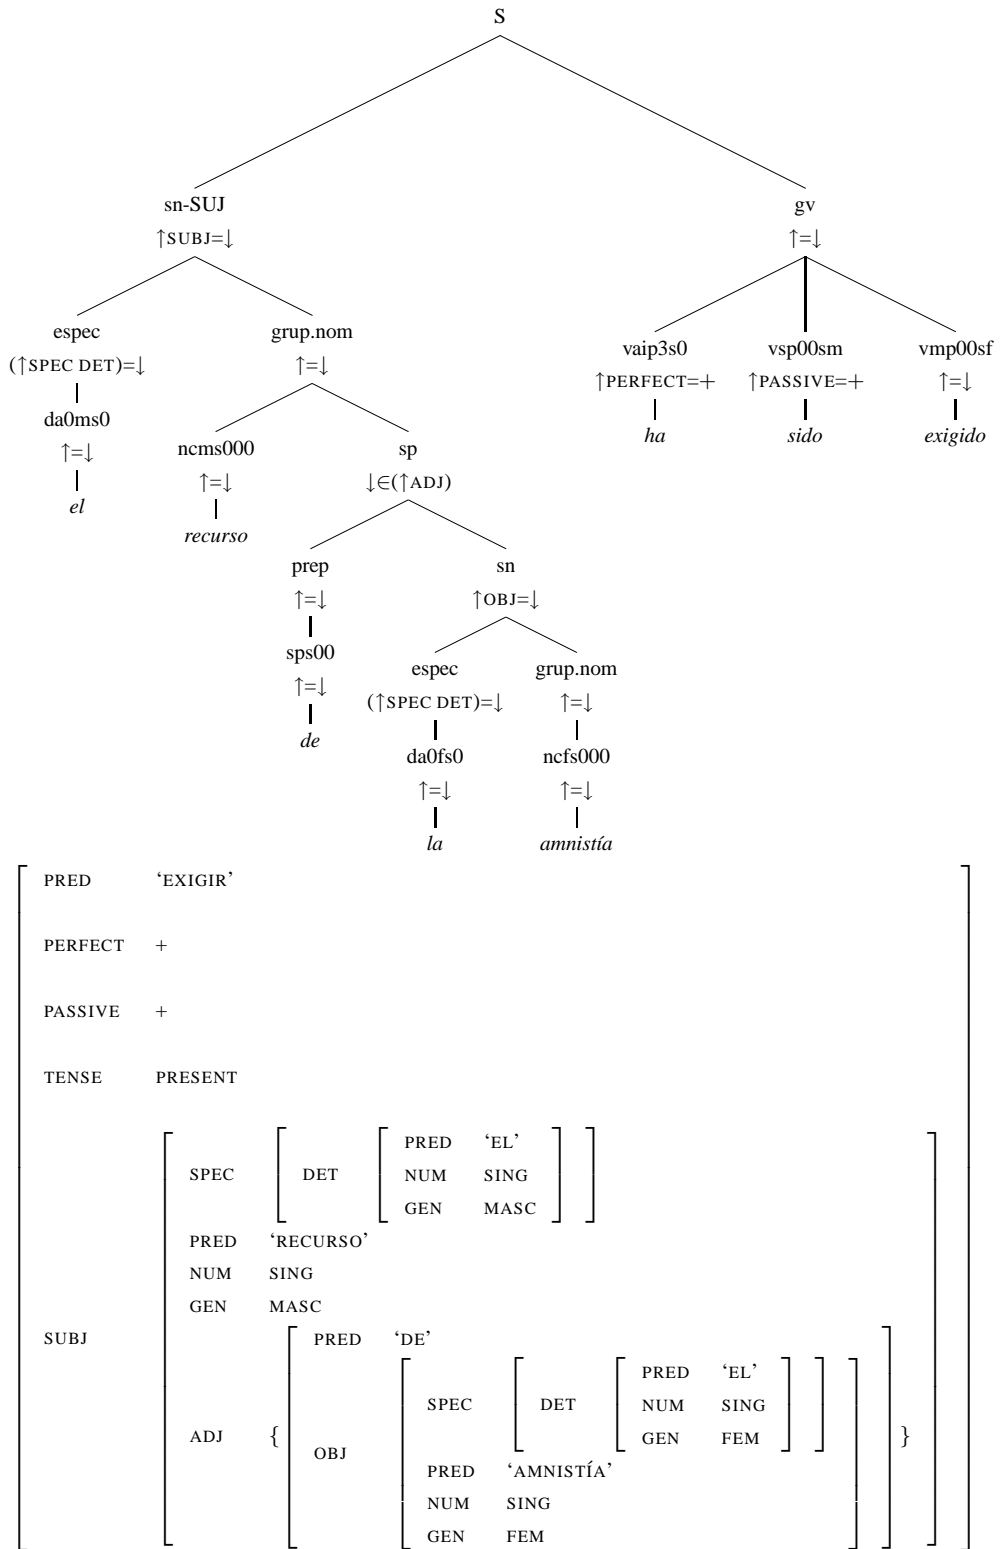 S
sn-SUJ gv
↑SUBJ=↓ ↑=↓
espec grup.nom vaip3s0 vsp00sm vmp00sf
(↑SPEC DET)=↓ ↑=↓ ↑PERFECT=+ ↑PASSIVE=+ ↑=↓
da0ms0 ncms000 sp ha sido exigido
↑=↓ ↑=↓ ↓∈(↑ADJ)
el recurso
prep sn
↑=↓ ↑OBJ=↓
sps00 espec grup.nom
↑=↓ (↑SPEC DET)=↓ ↑=↓
de da0fs0 ncfs000
↑=↓ ↑=↓
la amnistía
PRED ‘EXIGIR’
PERFECT +
PASSIVE +
TENSE PRESENT
PRED ‘EL’
SPEC DET NUM SING
GEN MASC
PRED ‘RECURSO’
NUM SING
GEN MASC
SUBJ PRED ‘DE’
PRED ‘EL’
SPEC DET NUM SING
ADJ { OBJ GEN FEM }
PRED ‘AMNISTÍA’
NUM SING
GEN FEM